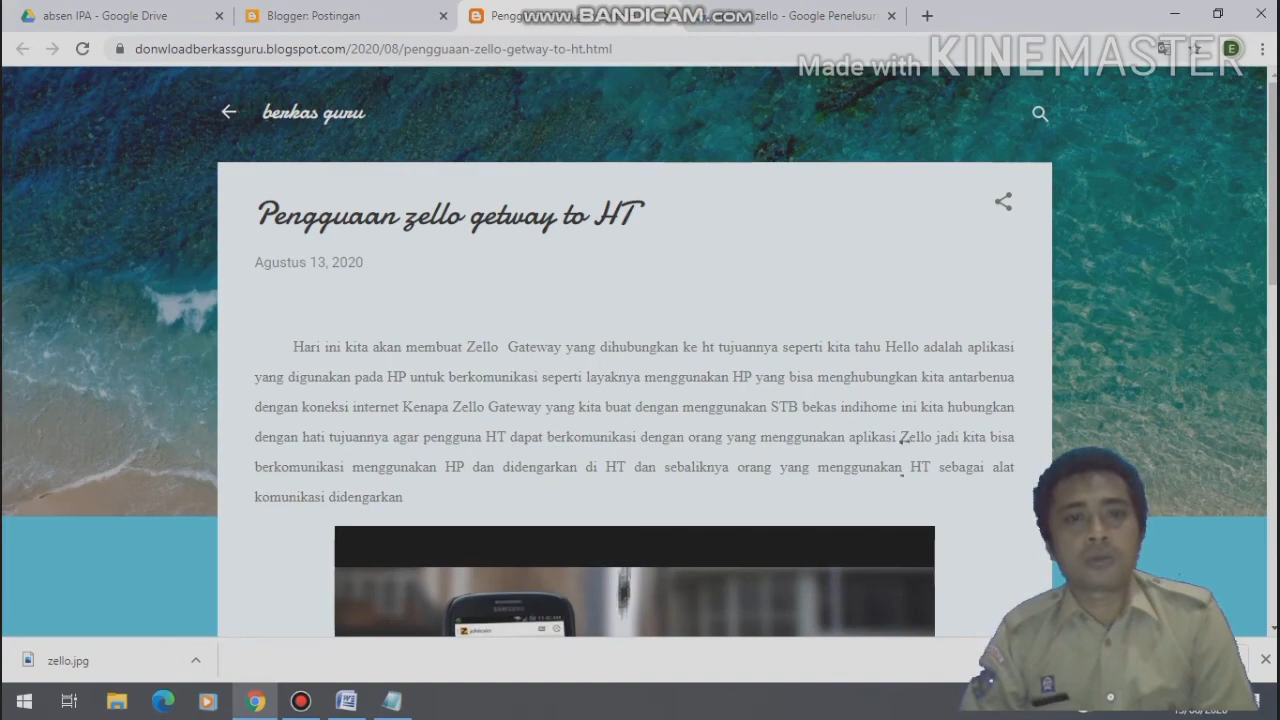 absen IPA - Google Drive
Blogger: Postingan
Pengg
www.BANDICAM.com
zello - Google Penelusur
donwloadberkassguru.blogspot.com/2020/08/pengguaan-zello-getway-to-ht.html
E
Made with KINEMASTER
berkas guru
Pengguaan zello getway to HT
Agustus 13, 2020
Hari ini kita akan membuat Zello Gateway yang dihubungkan ke ht tujuannya seperti kita tahu Hello adalah aplikasi
yang digunakan pada HP untuk berkomunikasi seperti layaknya menggunakan HP yang bisa menghubungkan kita antarbenua
dengan koneksi internet Kenapa Zello Gateway yang kita buat dengan menggunakan STB bekas indihome ini kita hubungkan
dengan hati tujuannya agar pengguna HT dapat berkomunikasi dengan orang yang menggunakan aplikasi Zello jadi kita bisa
berkomunikasi menggunakan HP dan didengarkan di HT dan sebaliknya orang yang menggunakan HT sebagai alat
komunikasi didengarkan
SAMSUNG
zello.jpg